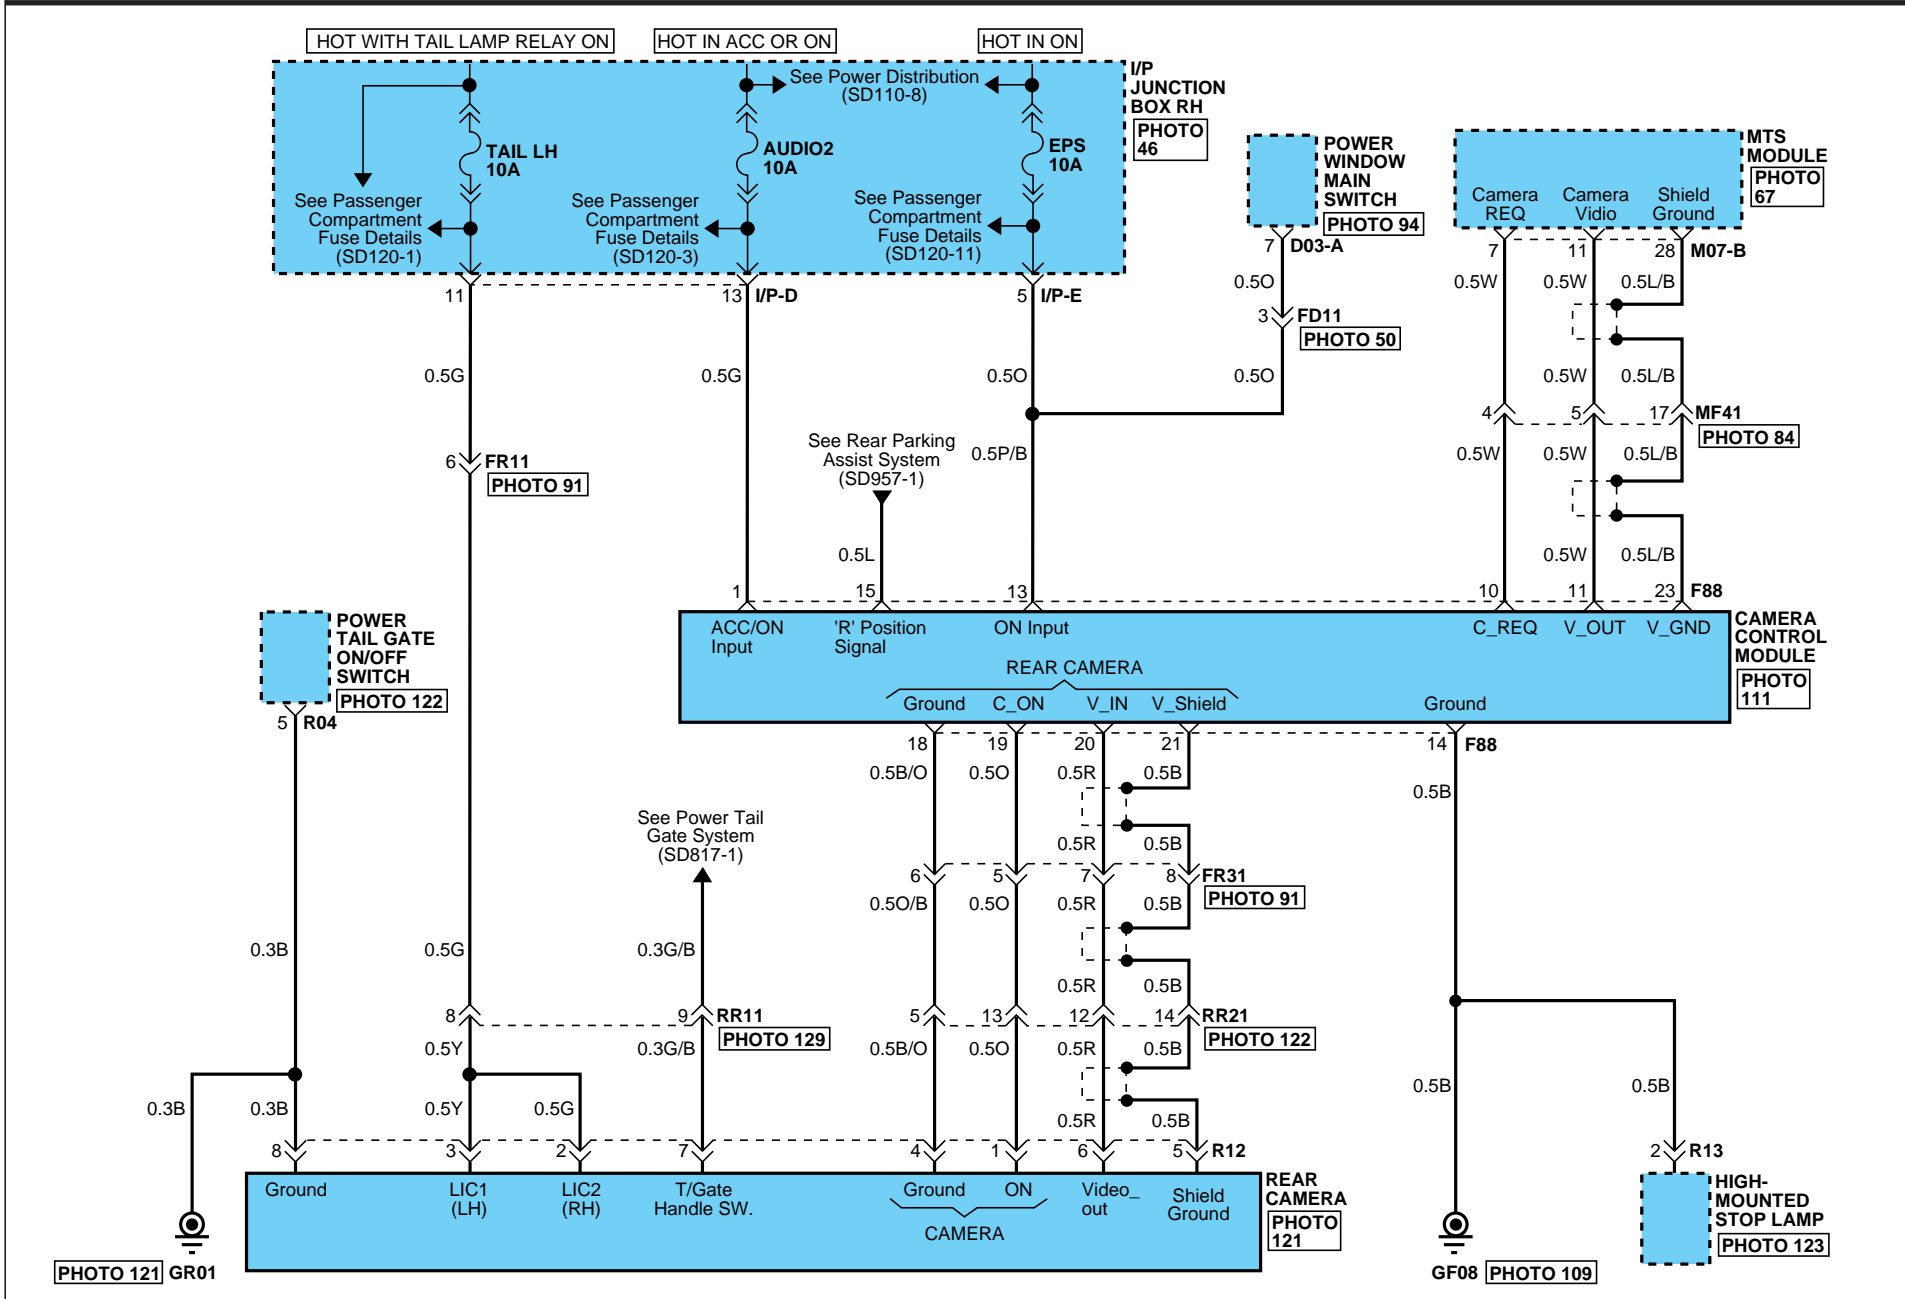 HOT WITH TAIL LAMP RELAY ON
HOT IN ACC OR ON
HOT IN ON
See Power Distribution
(SD110-8)
I/P
JUNCTION
BOX RH
PHOTO
46
TAIL LH
10A
AUDIO2
10A
EPS
10A
See Passenger
Compartment
Fuse Details
(SD120-1)
See Passenger
Compartment
Fuse Details
(SD120-3)
See Passenger
Compartment
Fuse Details
(SD120-11)
POWER
WINDOW
MAIN
SWITCH
PHOTO 94
MTS
MODULE
PHOTO
67
Camera
REQ
Camera
Vidio
Shield
Ground
11
13
I/P-D
5
I/P-E
7
D03-A
7
11
28
M07-B
0.5O
0.5W
0.5W
0.5L/B
3
FD11
PHOTO 50
0.5G
0.5G
0.5O
0.5O
0.5W
0.5L/B
4
5
17
MF41
PHOTO 84
6
FR11
PHOTO 91
See Rear Parking
Assist System
(SD957-1)
0.5P/B
0.5W
0.5W
0.5L/B
0.5L
0.5W
0.5L/B
1
15
13
10
11
23
F88
ACC/ON
Input
'R' Position
Signal
ON Input
C_REQ
V_OUT
V_GND
CAMERA
CONTROL
MODULE
PHOTO
111
REAR CAMERA
Ground
C_ON
V_IN
V_Shield
Ground
POWER
TAIL GATE
ON/OFF
SWITCH
PHOTO 122
5
R04
18
19
20
21
14
F88
0.5B/O
0.5O
0.5R
0.5B
0.5B
See Power Tail
Gate System
(SD817-1)
0.5R
0.5B
6
5
7
8
FR31
PHOTO 91
0.5O/B
0.5O
0.5R
0.5B
0.3B
0.5G
0.3G/B
0.5R
0.5B
8
9
RR11
PHOTO 129
5
13
12
14
RR21
PHOTO 122
0.5Y
0.3G/B
0.5B/O
0.5O
0.5R
0.5B
0.3B
0.3B
0.5Y
0.5G
0.5R
0.5B
0.5B
0.5B
8
3
2
7
4
1
6
5
R12
2
R13
Ground
LIC1
(LH)
LIC2
(RH)
T/Gate
Handle SW.
Ground
ON
CAMERA
Video_
out
Shield
Ground
REAR
CAMERA
PHOTO
121
HIGH-
MOUNTED
STOP LAMP
PHOTO 123
PHOTO 121
GR01
GF08
PHOTO 109